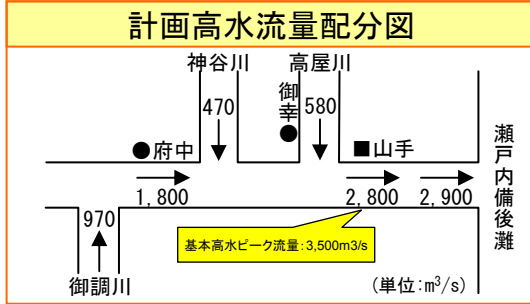 計画高水流量配分図
神谷川
高屋川
470
御幸
●
580
●府中
■山手
瀬戸内備後灘
1,800
2,800
2,900
970
基本高水ピーク流量：3,500m3/s
御調川
(単位：m³/s)